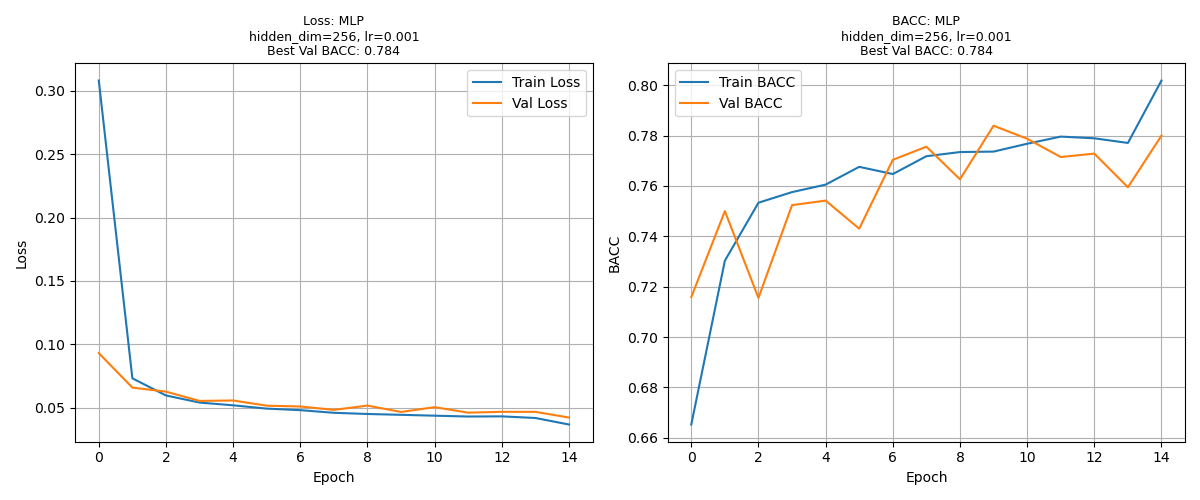 Loss: MLP
hidden_dim=256, lr=0.001
Best Val BACC: 0.784
Train Loss
Val Loss
0.30
0.25
0.20
0.15
0.10
0.05
Loss
0 2 4 6 8 10 12 14
Epoch
BACC: MLP
hidden_dim=256, lr=0.001
Best Val BACC: 0.784
Train BACC
Val BACC
0.80
0.78
0.76
0.74
0.72
0.70
0.68
0.66
BACC
0 2 4 6 8 10 12 14
Epoch